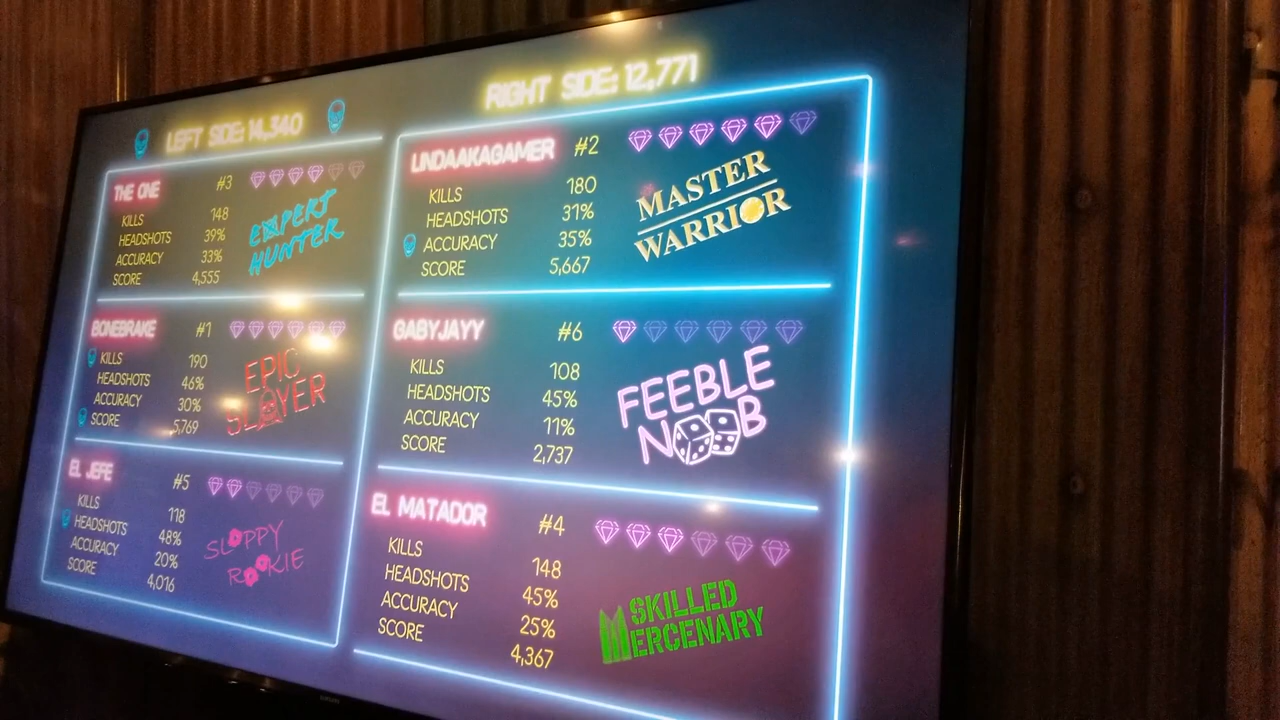 LEFT SIDE: 14,340
THE ONE #3
KILLS 148
HEADSHOTS 39%
ACCURACY 33%
SCORE 4,555
EXPERT
HUNTER
BONEBRAKE #1
KILLS 190
HEADSHOTS 46%
ACCURACY 30%
SCORE 5,769
EPIC
SLAYER
EL JEFE #5
KILLS 118
HEADSHOTS 48%
ACCURACY 20%
SCORE 4,016
SLOPPY
ROOKIE
RIGHT SIDE: 12,771
LINDAAKAGAMER #2
KILLS 180
HEADSHOTS 31%
ACCURACY 35%
SCORE 5,667
MASTER
WARRIOR
GABYJAYY #6
KILLS 108
HEADSHOTS 45%
ACCURACY 11%
SCORE 2,737
FEEBLE
NOOB
EL MATADOR #4
KILLS 148
HEADSHOTS 45%
ACCURACY 25%
SCORE 4,367
SKILLED
MERCENARY
SAMSUNG